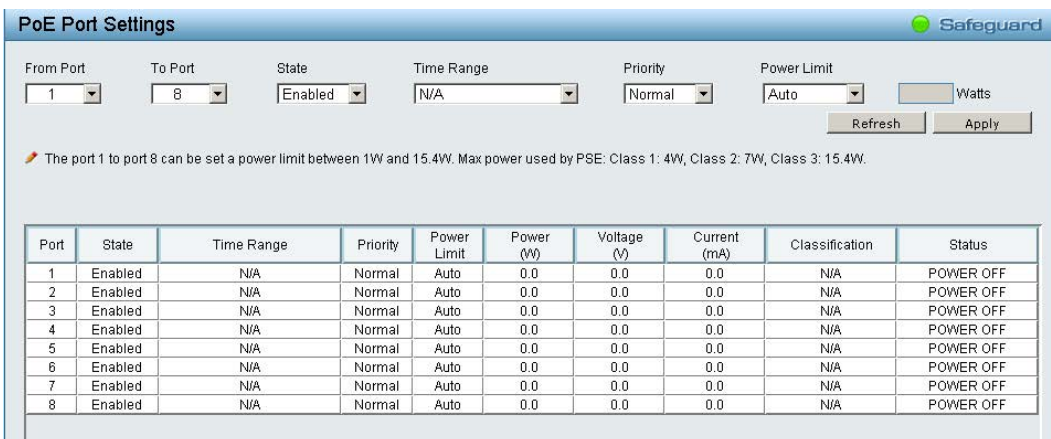 PoE Port Settings Safeguard
From Port To Port State Time Range Priority Power Limit
1 8 Enabled N/A Normal Auto Watts
Refresh Apply
The port 1 to port 8 can be set a power limit between 1W and 15.4W. Max power used by PSE: Class 1: 4W, Class 2: 7W, Class 3: 15.4W.
Port State Time Range Priority Power Limit Power (W) Voltage (V) Current (mA) Classification Status
1 Enabled N/A Normal Auto 0.0 0.0 0.0 N/A POWER OFF
2 Enabled N/A Normal Auto 0.0 0.0 0.0 N/A POWER OFF
3 Enabled N/A Normal Auto 0.0 0.0 0.0 N/A POWER OFF
4 Enabled N/A Normal Auto 0.0 0.0 0.0 N/A POWER OFF
5 Enabled N/A Normal Auto 0.0 0.0 0.0 N/A POWER OFF
6 Enabled N/A Normal Auto 0.0 0.0 0.0 N/A POWER OFF
7 Enabled N/A Normal Auto 0.0 0.0 0.0 N/A POWER OFF
8 Enabled N/A Normal Auto 0.0 0.0 0.0 N/A POWER OFF